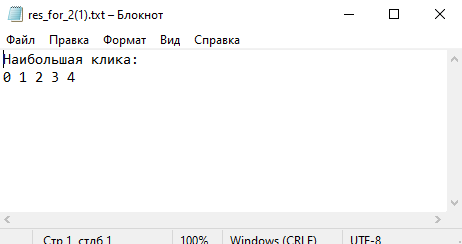 res_for_2(1).txt – Блокнот
Файл Правка Формат Вид Справка
Наибольшая клика:
0 1 2 3 4
Стр 1, стлб 1 100% Windows (CRLF) UTF-8